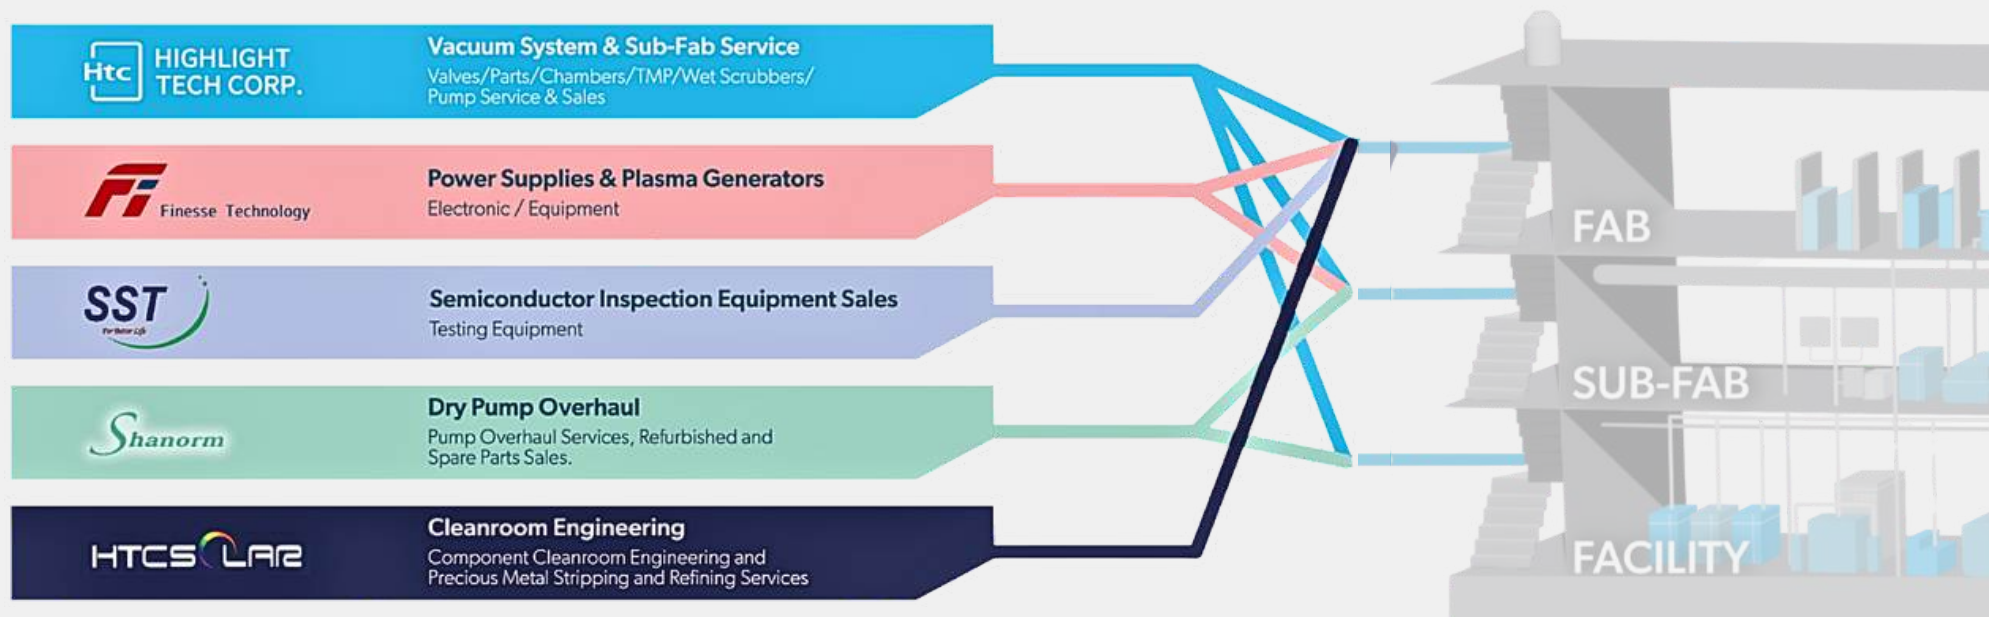 Htc
HIGHLIGHT
TECH CORP.
Vacuum System & Sub-Fab Service
Valves/Parts/Chambers/TMP/Wet Scrubbers/
Pump Service & Sales
Finesse Technology
Power Supplies & Plasma Generators
Electronic / Equipment
SST
For Better Life
Semiconductor Inspection Equipment Sales
Testing Equipment
Shanorm
Dry Pump Overhaul
Pump Overhaul Services, Refurbished and
Spare Parts Sales.
HTCSOLAR
Cleanroom Engineering
Component Cleanroom Engineering and
Precious Metal Stripping and Refining Services
FAB
SUB-FAB
FACILITY